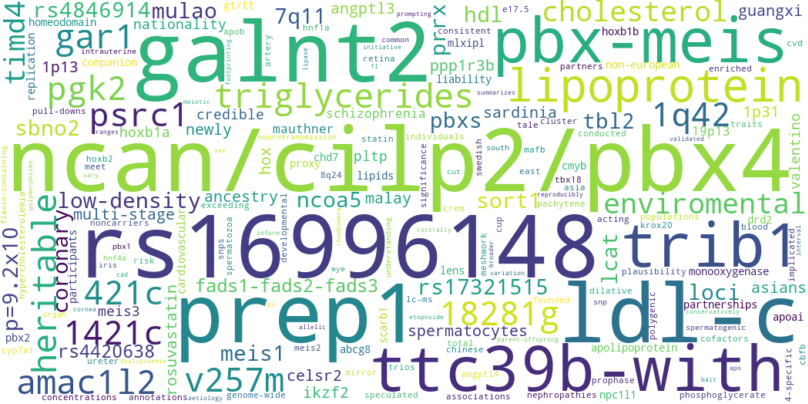 rs4846914 mulao 7q11 angptl3 hdl cholesterol guangxi
homeodomain nationality gt/tt prompting
timd4 gar1 galnt2 prrx pbx-meis hoxb1b cvd
replication 1p13 companion apob hnf1a common consistent mlxipl partners non-european enriched
intrauterine footprinting artery lipase initiative retina f1 ppp1r3b liability lipoprotein
pgk2 triglycerides e17.5 summarizes
pull-downs meiotic psrc1 credible schizophrenia pbxs sardinia 1q42 1p31
sbno2 ranges hoxb1a newly mauthner statin individuals tale cluster tbl2 conducted 19p13 traits
neurotransmission hoxb2 meet hox proxy chd7 pltp significance swedish south mafb validated
ncan/cilp2/pbx4
flavin-containing polymorphisms vary sex 8q24 lipids cut east cmyb reproducibly valentino
low-density ancestry ncoa5 malay crem sort1 asia tbx18 pachytene enviromental
heritable multi-stage exceeding
coronary noncarriers rs16996148 acting populations drd2 trib1
hypercholesterolemia participants pbx1 hnf4a risk cardiovascular snps spermatozoa inform rhombomere developmental eye understanding rostrally lens meshwork cup broader krox20 blood lcat implicated interval
iris cad variation plausibility monooxygenase
p=9.2x10 421c fads1-fads2-fads3 rs17321515 snp partnerships loci asians
cornea meis3 organ rosuvastatin prep1 lc-ms 18281g founded dilative polygenic ldl-c conservatively apoai
1421c allelic etoposide scarb1 spermatocytes spermatogenic
pbx2 rs4420638 meis1 meis2 abcg8 total chinese parent-offspring apolipoprotein cofactors cbfb
cyp7a1 ureter dyslipidemia celsr2 mirror angptl4 trios prophase ttc39b-with 4-specific
amac1l2 v257m ikzf2 bait apo
concentrations annotations aetiology genome-wide speculated associations npc1l1 phosphoglycerate